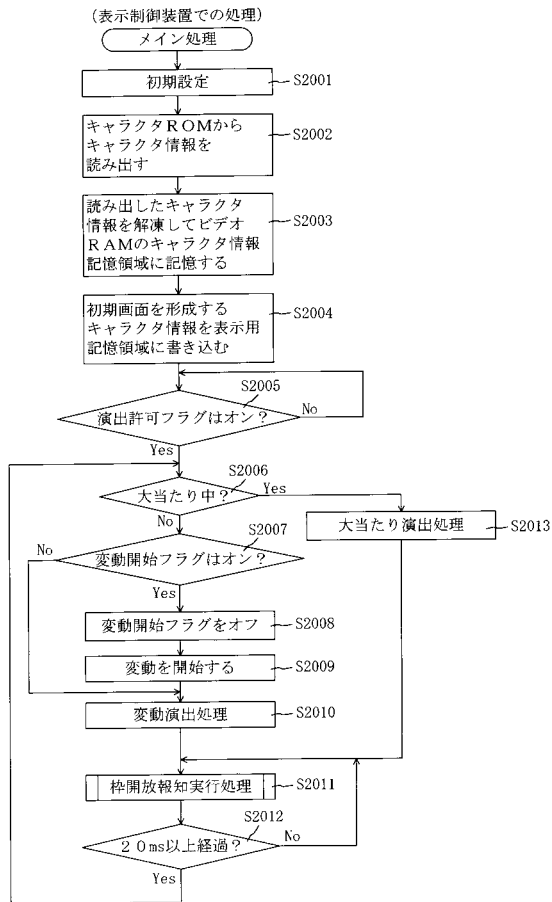 (表示制御装置での処理)
メイン処理
初期設定
S2001
キャラクタROMから
キャラクタ情報を
読み出す
S2002
読み出したキャラクタ
情報を解凍してビデオ
RAMのキャラクタ情報
記憶領域に記憶する
S2003
初期画面を形成する
キャラクタ情報を表示用
記憶領域に書き込む
S2004
S2005
演出許可フラグはオン?
No
Yes
S2006
大当たり中?
Yes
No
大当たり演出処理
S2013
S2007
No
変動開始フラグはオン?
Yes
変動開始フラグをオフ
S2008
変動を開始する
S2009
変動演出処理
S2010
枠開放報知実行処理
S2011
S2012
20ms以上経過?
No
Yes